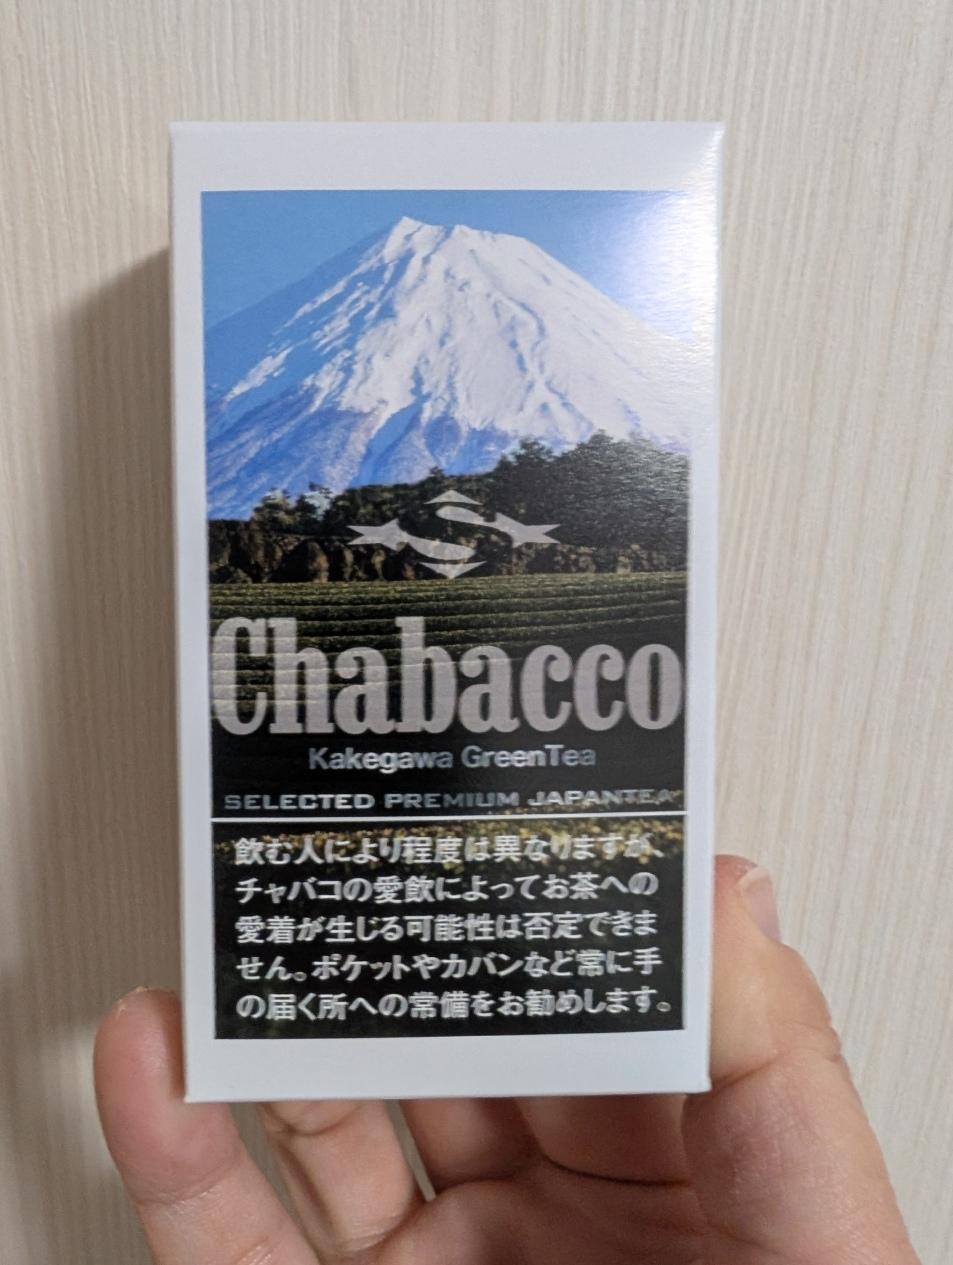 Chabacco
Kakegawa GreenTea
SELECTED PREMIUM JAPANTEA
飲む人により程度は異なりますが、
チャバコの愛飲によってお茶への
愛着が生じる可能性は否定できま
せん。ポケットやカバンなど常に手
の届く所への常備をお勧めします。